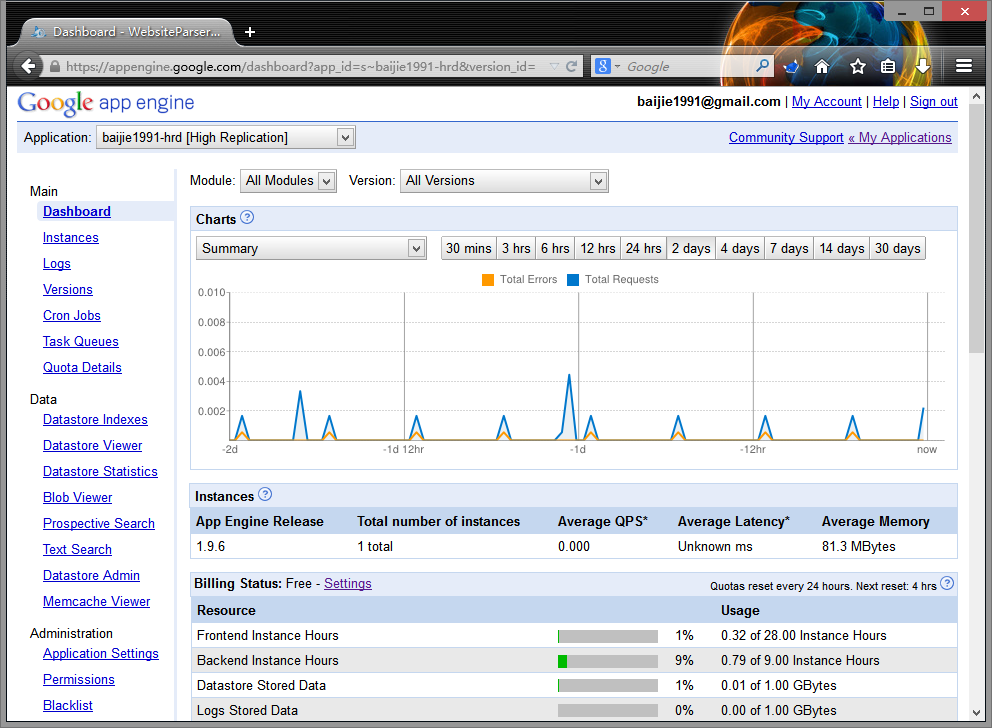 Dashboard - WebsiteParser...
https://appengine.google.com/dashboard?app_id=s~baijie1991-hrd&version_id=
Google
Google app engine
baijie1991@gmail.com | My Account | Help | Sign out
Application: baijie1991-hrd [High Replication]
Community Support « My Applications
Module: All Modules Version: All Versions
Main
Dashboard
Instances
Logs
Versions
Cron Jobs
Task Queues
Quota Details
Data
Datastore Indexes
Datastore Viewer
Datastore Statistics
Blob Viewer
Prospective Search
Text Search
Datastore Admin
Memcache Viewer
Administration
Application Settings
Permissions
Blacklist
Charts ?
Summary
30 mins 3 hrs 6 hrs 12 hrs 24 hrs 2 days 4 days 7 days 14 days 30 days
Total Errors Total Requests
0.010
0.008
0.006
0.004
0.002
-2d -1d 12hr -1d -12hr now
Instances ?
App Engine Release Total number of instances Average QPS* Average Latency* Average Memory
1.9.6 1 total 0.000 Unknown ms 81.3 MBytes
Billing Status: Free - Settings
Quotas reset every 24 hours. Next reset: 4 hrs ?
Resource Usage
Frontend Instance Hours 1% 0.32 of 28.00 Instance Hours
Backend Instance Hours 9% 0.79 of 9.00 Instance Hours
Datastore Stored Data 1% 0.01 of 1.00 GBytes
Logs Stored Data 0% 0.00 of 1.00 GBytes